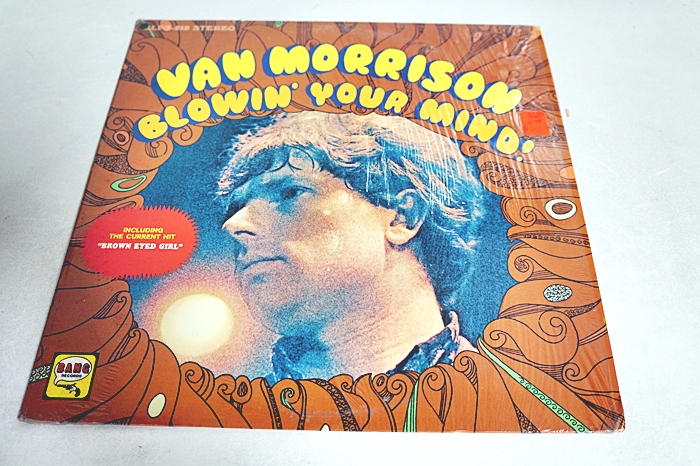 STEREO
VAN MORRISON
BLOWIN' YOUR MIND!
INCLUDING
THE CURRENT HIT
"BROWN EYED GIRL"
BANG
RECORDS